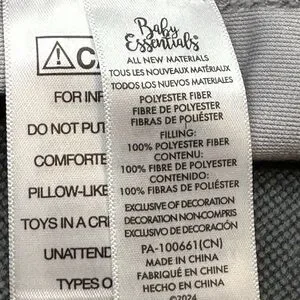 ⚠CA
FOR INF
DO NOT PUT
COMFORTE
PILLOW-LIKE
TOYS IN A CRI
UNATTEND
TYPES O
Baby
Essentials®
ALL NEW MATERIALS
TOUS LES NOUVEAUX MATÉRIAUX
TODOS LOS NUEVOS MATERIALES
POLYESTER FIBER
FIBRE DE POLYESTER
FIBRAS DE POLIÉSTER
FILLING:
100% POLYESTER FIBER
CONTENU:
100% FIBRE DE POLYESTER
CONTENIDO:
100% FIBRAS DE POLIÉSTER
EXCLUSIVE OF DECORATION
DECORATION NON-COMPRIS
EXCLUSIVO DE DECORACIÓN
PA-100661(CN)
MADE IN CHINA
FABRIQUÉ EN CHINE
HECHO EN CHINA
©2024